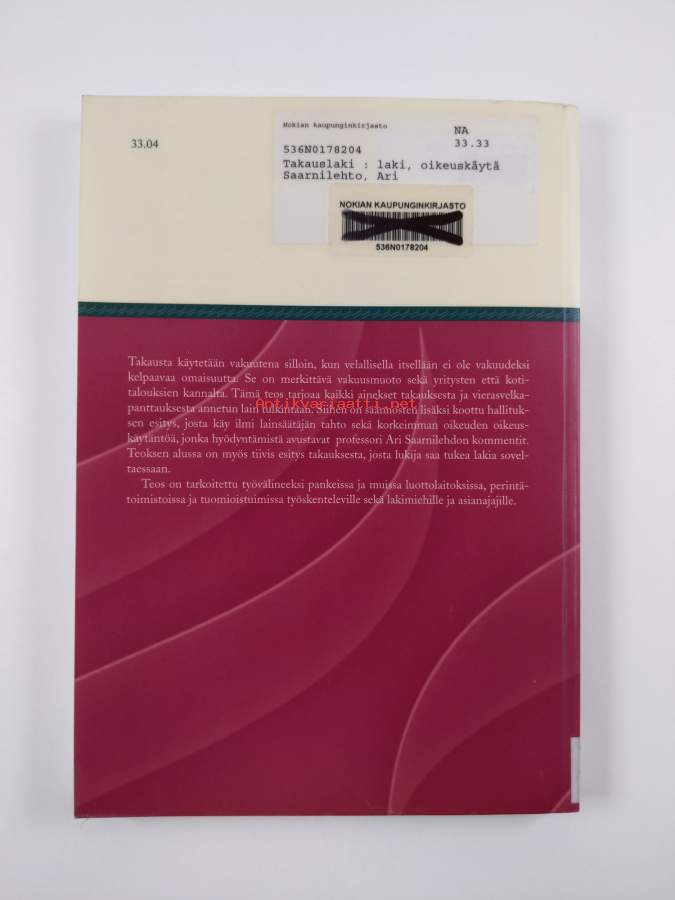 33.04
Nokian kaupunginkirjasto
NA
33.33
536N0178204
Takauslaki : laki, oikeuskäytä
Saarnilehto, Ari
NOKIAN KAUPUNGINKIRJASTO
536N0178204
Takausta käytetään vakuutena silloin, kun velallisella itsellään ei ole vakuudeksi
kelpaavaa omaisuutta. Se on merkittävä vakuusmuoto sekä yritysten että koti-
talouksien kannalta. Tämä teos tarjoaa kaikki ainekset takauksesta ja vierasvelka-
panttauksesta annetun lain tulkintaan. Siihen on säännösten lisäksi koottu hallituk-
Antikvariaatti.net
sen esitys, josta käy ilmi lainsäätäjän tahto sekä korkeimman oikeuden oikeus-
käytäntöä, jonka hyödyntämistä avustavat professori Ari Saarnilehdon kommentit.
Teoksen alussa on myös tiivis esitys takauksesta, josta lukija saa tukea lakia sovel-
taessaan.
Teos on tarkoitettu työvälineeksi pankeissa ja muissa luottolaitoksissa, perintä-
toimistoissa ja tuomioistuimissa työskenteleville sekä lakimiehille ja asianajajille.